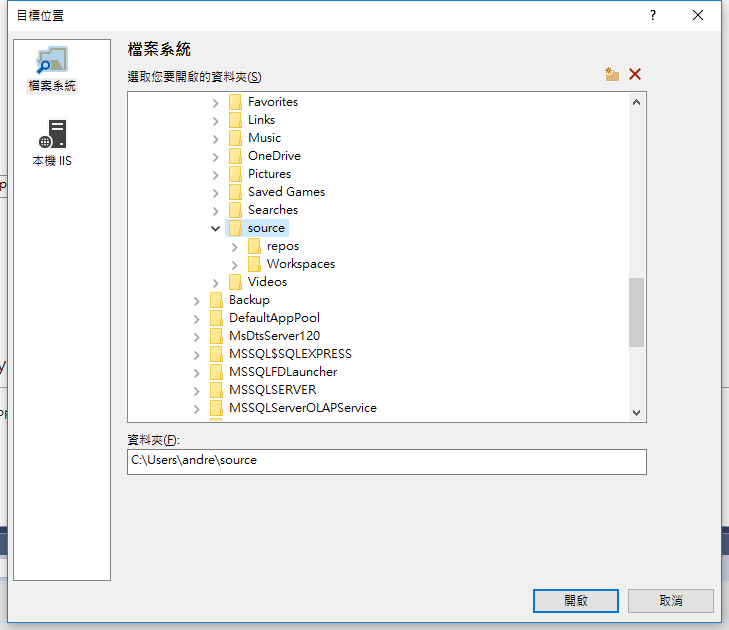 目標位置
?
檔案系統
本機 IIS
檔案系統
選取您要開啟的資料夾(S)
Favorites
Links
Music
OneDrive
Pictures
Saved Games
Searches
source
repos
Workspaces
Videos
Backup
DefaultAppPool
MsDtsServer120
MSSQL$SQLEXPRESS
MSSQLFDLauncher
MSSQLSERVER
MSSQLServerOLAPService
資料夾(F):
C:\Users\andre\source
開啟
取消